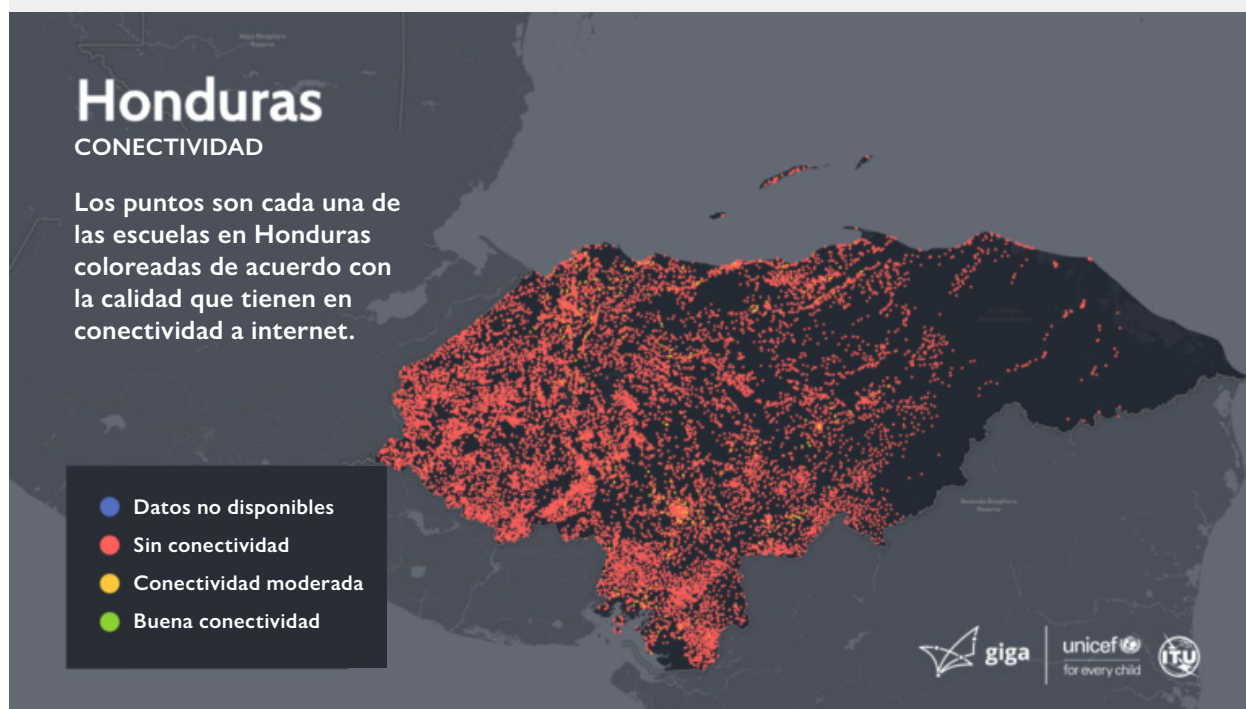 Honduras
CONECTIVIDAD
Los puntos son cada una de
las escuelas en Honduras
coloreadas de acuerdo con
la calidad que tienen en
conectividad a internet.
Datos no disponibles
Sin conectividad
Conectividad moderada
Buena conectividad
giga
unicef
for every child
ITU